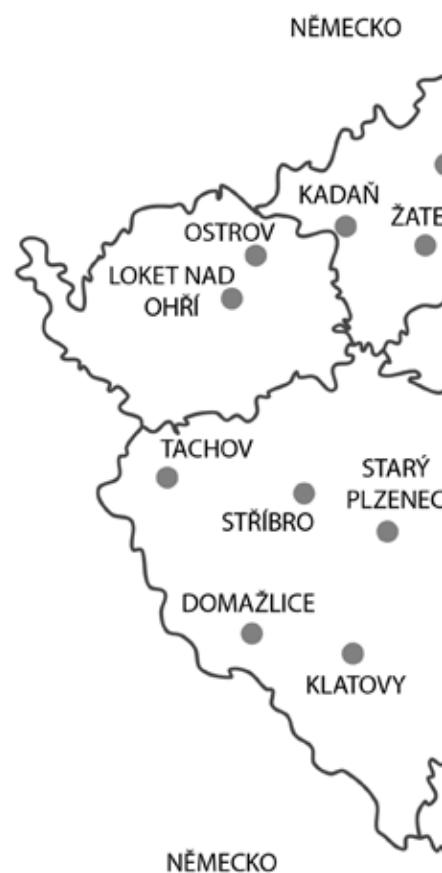 NĚMECKO
KADAŇ
ŽATE
OSTROV
LOKET NAD
OHŘÍ
TACHOV
STARÝ
PLZENEC
STŘÍBRO
DOMAŽLICE
KLATOVY
NĚMECKO